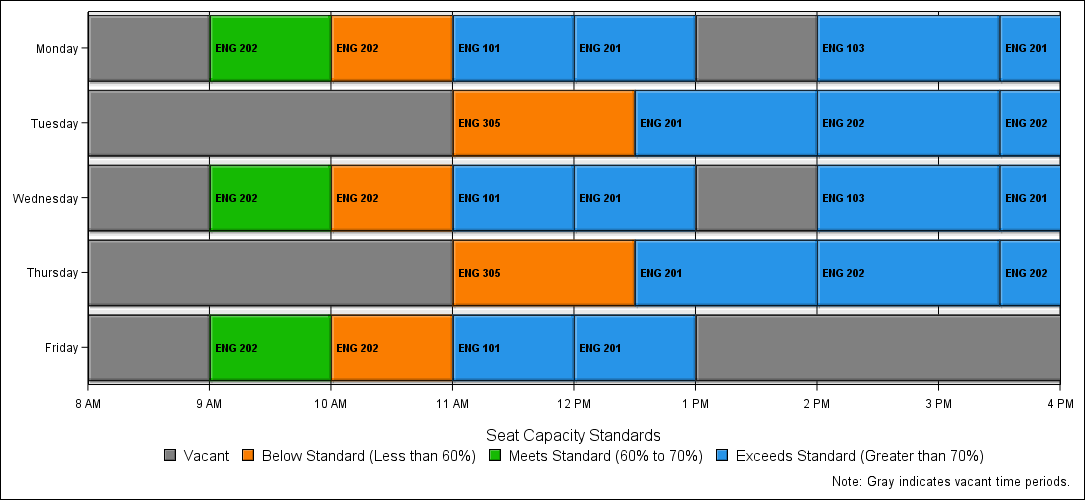 Monday ENG 202 ENG 202 ENG 101 ENG 201 ENG 103 ENG 201
Tuesday ENG 305 ENG 201 ENG 202 ENG 202
Wednesday ENG 202 ENG 202 ENG 101 ENG 201 ENG 103 ENG 201
Thursday ENG 305 ENG 201 ENG 202 ENG 202
Friday ENG 202 ENG 202 ENG 101 ENG 201
8 AM 9 AM 10 AM 11 AM 12 PM 1 PM 2 PM 3 PM 4 PM
Seat Capacity Standards
Vacant Below Standard (Less than 60%) Meets Standard (60% to 70%) Exceeds Standard (Greater than 70%)
Note: Gray indicates vacant time periods.